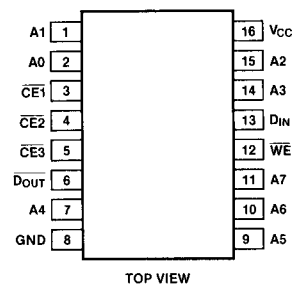 A1 1 16 VCC
A0 2 15 A2
CE1 3 14 A3
CE2 4 13 DIN
CE3 5 12 WE
DOUT 6 11 A7
A4 7 10 A6
GND 8 9 A5
TOP VIEW